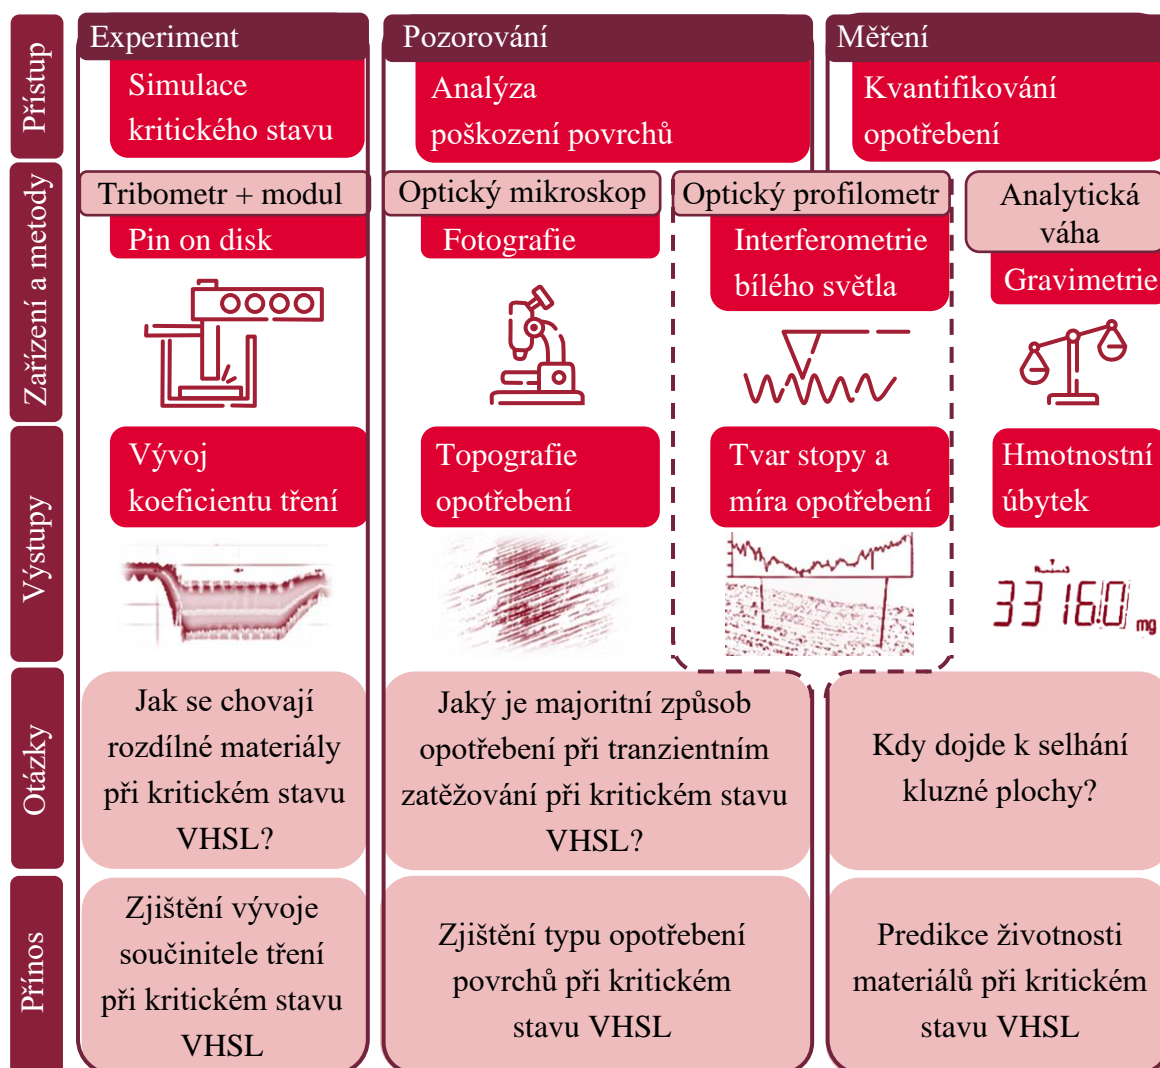 Přístup
Experiment
Simulace
kritického stavu
Pozorování
Analýza
poškození povrchů
Měření
Kvantifikování
opotřebení
Zařízení a metody
Tribometr + modul
Pin on disk
Optický mikroskop
Fotografie
Optický profilometr
Interferometrie
bílého světla
Analytická
váha
Gravimetrie
Výstupy
Vývoj
koeficientu tření
Topografie
opotřebení
Tvar stopy a
míra opotřebení
Hmotnostní
úbytek
3316.0 mg
Otázky
Jak se chovají
rozdílné materiály
při kritickém stavu
VHSL?
Jaký je majoritní způsob
opotřebení při tranzientním
zatěžování při kritickém stavu
VHSL?
Kdy dojde k selhání
kluzné plochy?
Přínos
Zjištění vývoje
součinitele tření
při kritickém stavu
VHSL
Zjištění typu opotřebení
povrchů při kritickém
stavu VHSL
Predikce životnosti
materiálů při kritickém
stavu VHSL